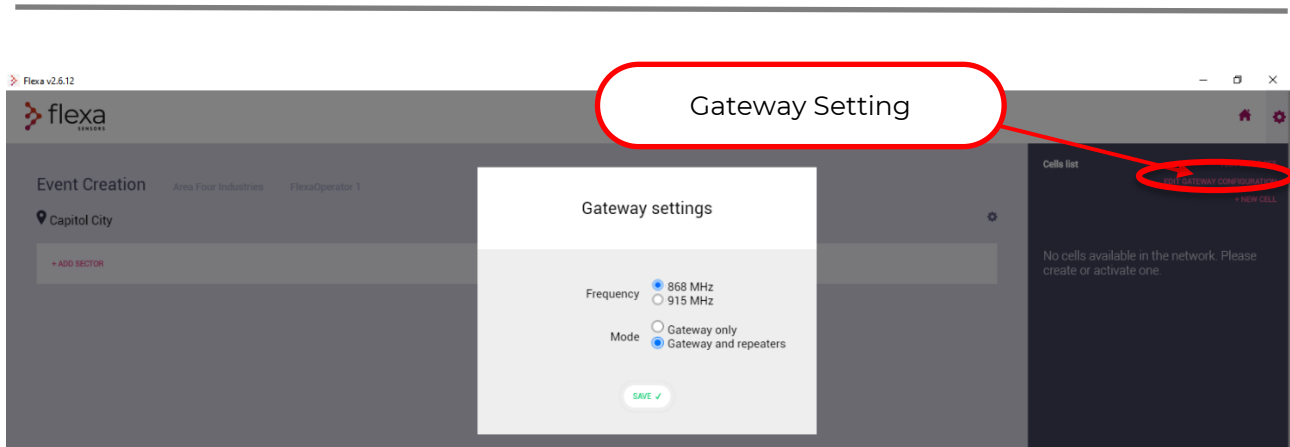 Flexa v2.6.12
Gateway Setting
flexa
SENSORS
Event Creation Area Four Industries FlexaOperator 1
Capitol City
+ ADD SECTOR
Gateway settings
Frequency
868 MHz
915 MHz
Mode
Gateway only
Gateway and repeaters
SAVE ✓
Cells list
EDIT GATEWAY CONFIGURATION
+ NEW CELL
No cells available in the network. Please
create or activate one.